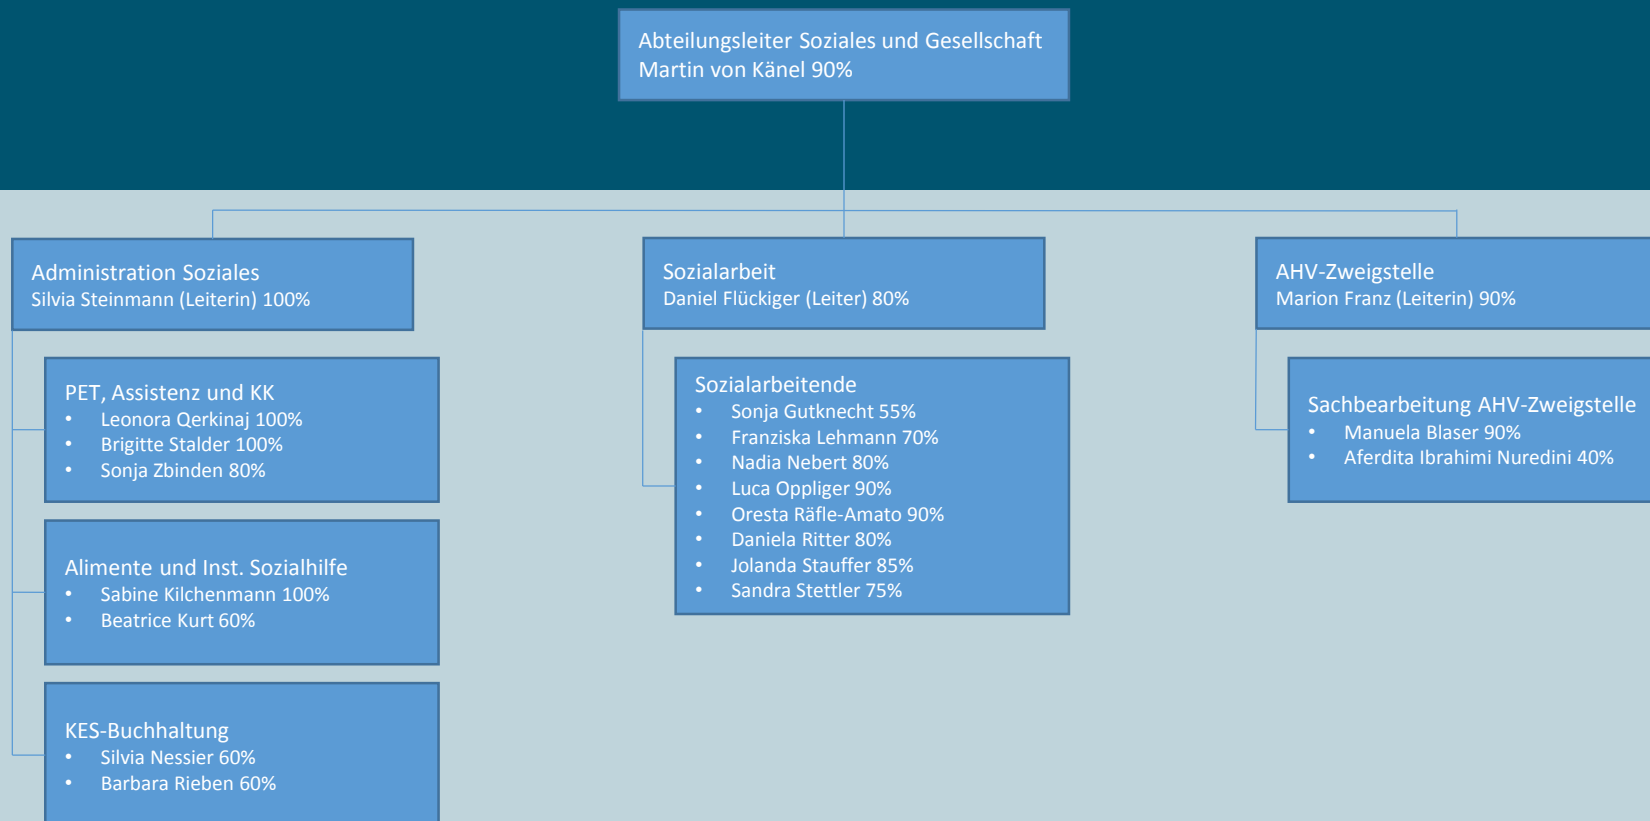 Abteilungsleiter Soziales und Gesellschaft
Martin von Känel 90%
Administration Soziales
Silvia Steinmann (Leiterin) 100%
PET, Assistenz und KK
• Leonora Qerkinaj 100%
• Brigitte Stalder 100%
• Sonja Zbinden 80%
Alimente und Inst. Sozialhilfe
• Sabine Kilchenmann 100%
• Beatrice Kurt 60%
KES-Buchhaltung
• Silvia Nessier 60%
• Barbara Rieben 60%
Sozialarbeit
Daniel Flückiger (Leiter) 80%
Sozialarbeitende
• Sonja Gutknecht 55%
• Franziska Lehmann 70%
• Nadia Nebert 80%
• Luca Oppliger 90%
• Oresta Räfle-Amato 90%
• Daniela Ritter 80%
• Jolanda Stauffer 85%
• Sandra Stettler 75%
AHV-Zweigstelle
Marion Franz (Leiterin) 90%
Sachbearbeitung AHV-Zweigstelle
• Manuela Blaser 90%
• Aferdita Ibrahimi Nuredini 40%